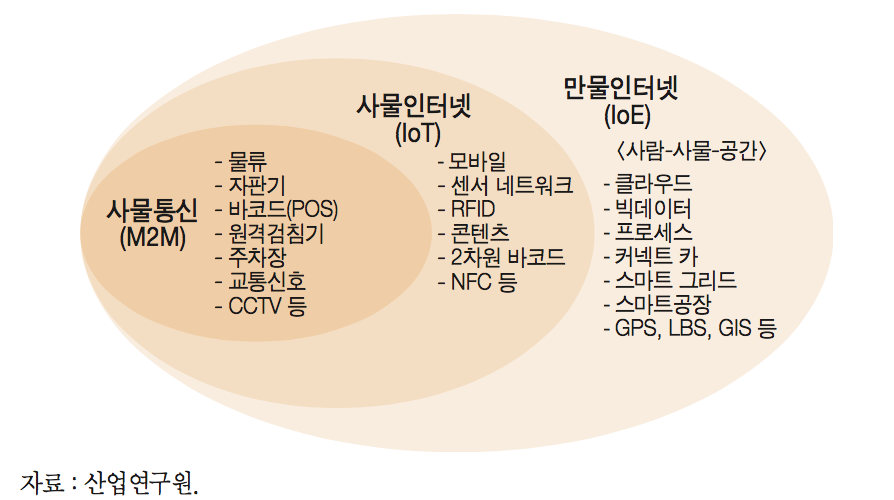 만물인터넷
(IoE)
〈사람-사물-공간〉
- 클라우드
- 빅데이터
- 프로세스
- 커넥트 카
- 스마트 그리드
- 스마트공장
- GPS, LBS, GIS 등
사물인터넷
(IoT)
- 모바일
- 센서 네트워크
- RFID
- 콘텐츠
- 2차원 바코드
- NFC 등
사물통신
(M2M)
- 물류
- 자판기
- 바코드(POS)
- 원격검침기
- 주차장
- 교통신호
- CCTV 등
자료 : 산업연구원.